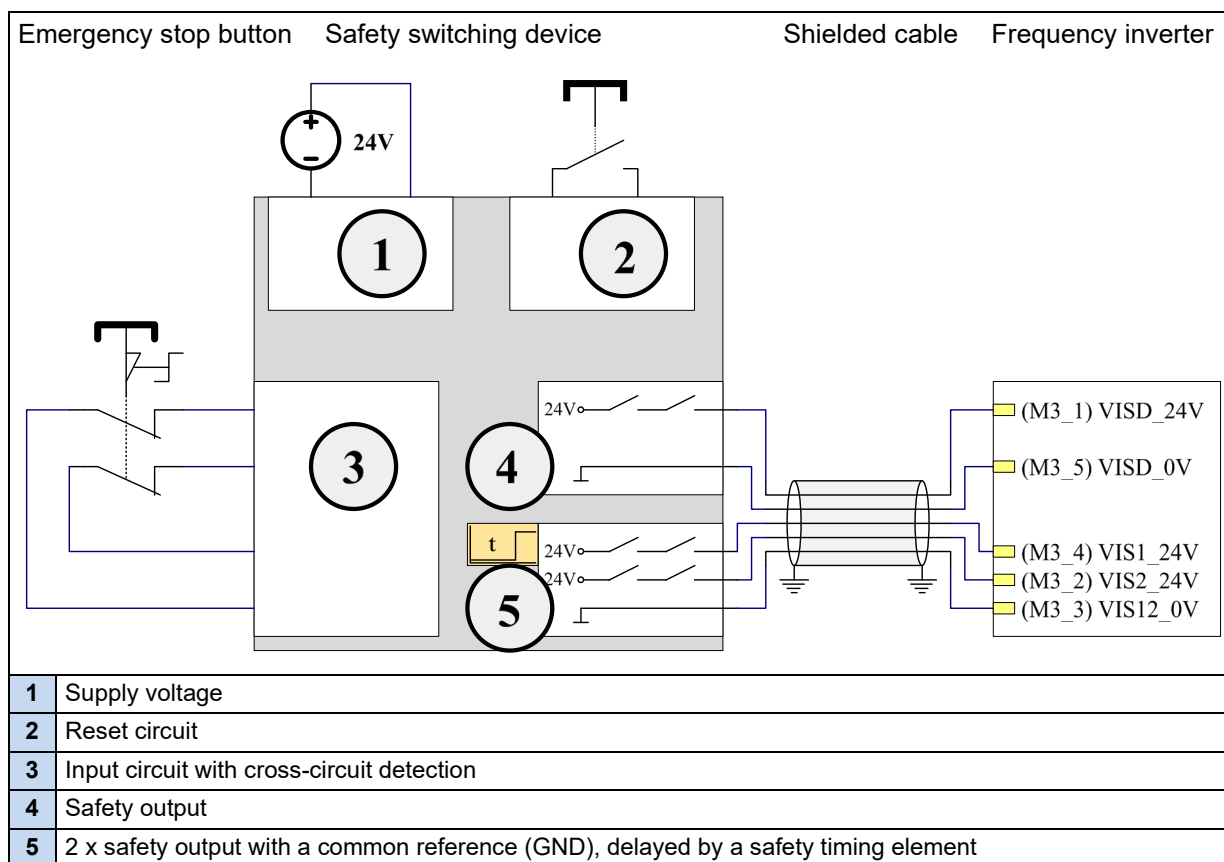 Emergency stop button Safety switching device Shielded cable Frequency inverter
+
24V
−
1
2
3
24V
4
t
24V
24V
5
(M3_1) VISD_24V
(M3_5) VISD_0V
(M3_4) VIS1_24V
(M3_2) VIS2_24V
(M3_3) VIS12_0V
1 Supply voltage
2 Reset circuit
3 Input circuit with cross-circuit detection
4 Safety output
5 2 x safety output with a common reference (GND), delayed by a safety timing element